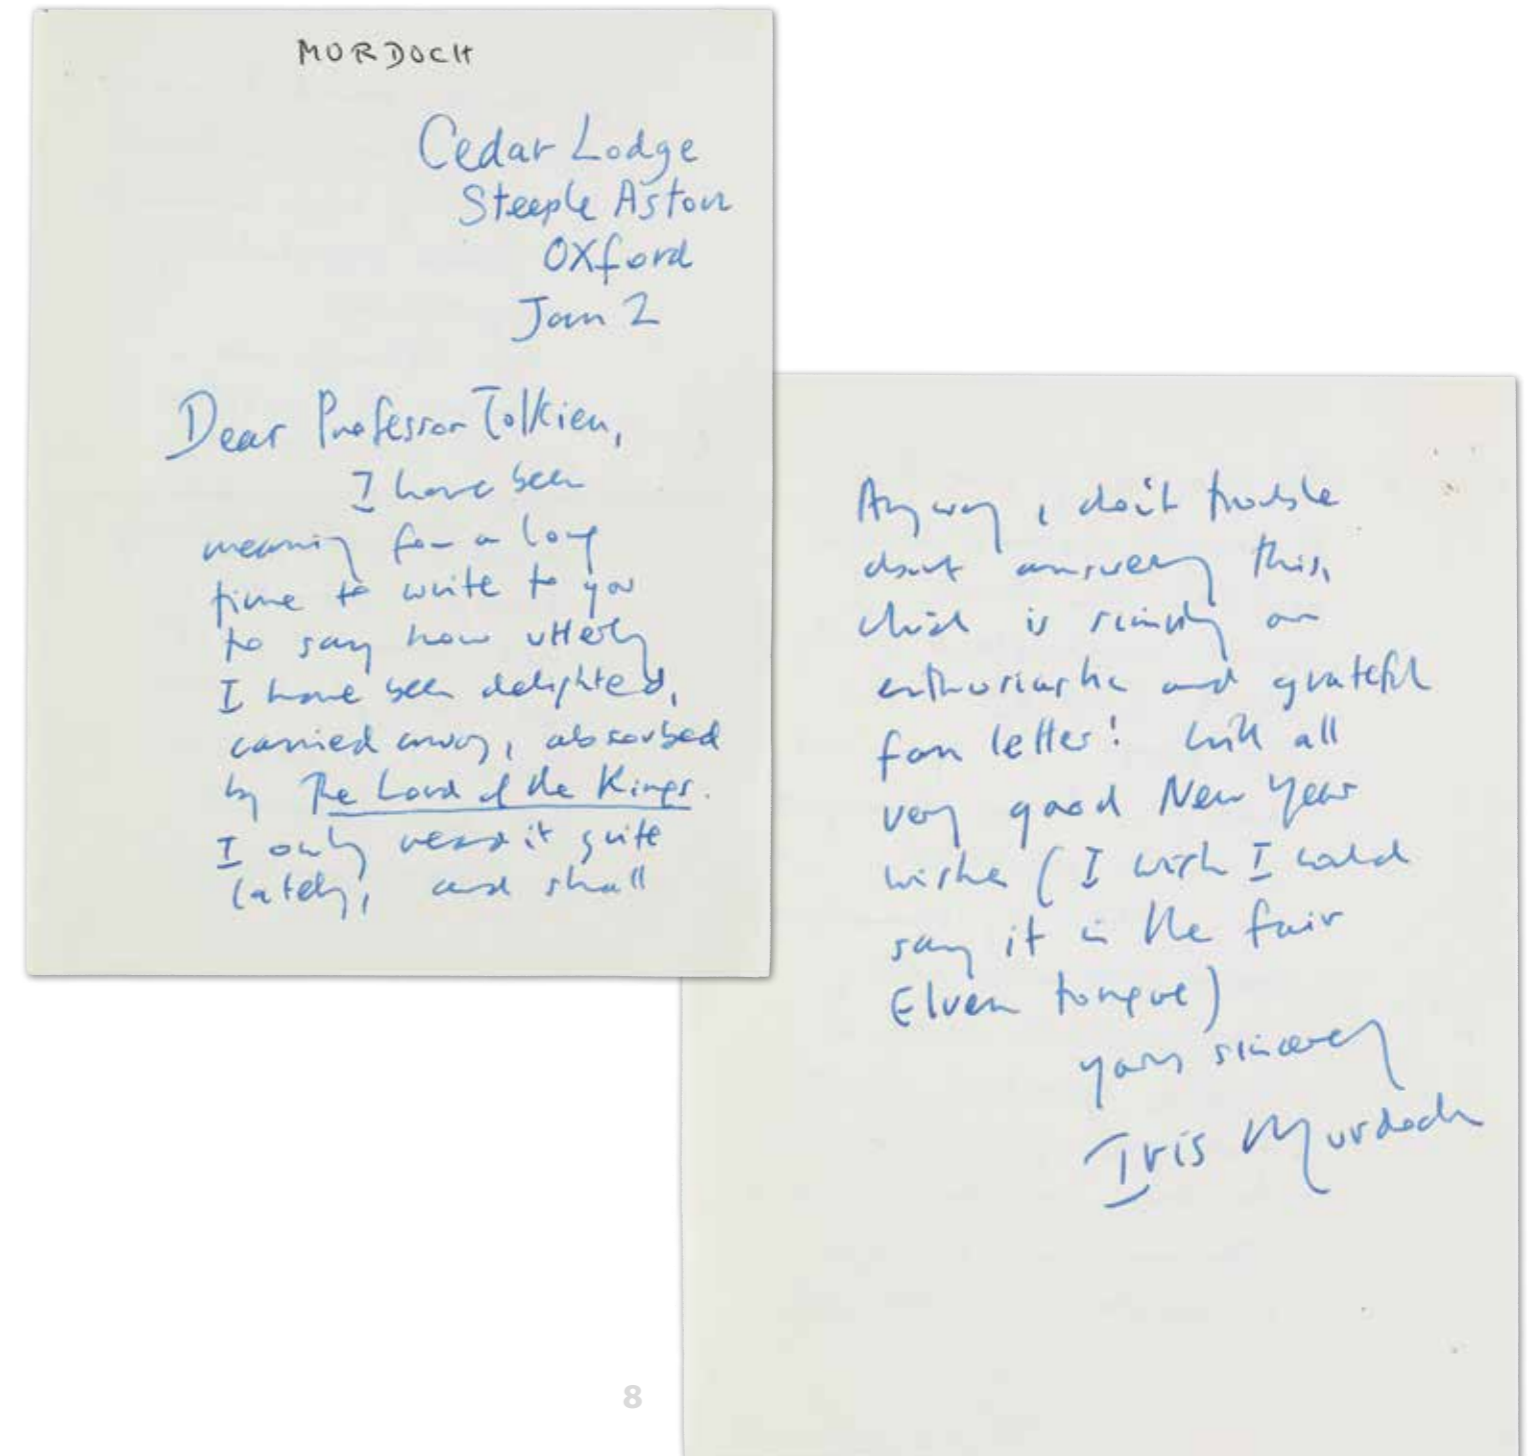 MURDOCH
Cedar Lodge
Steeple Aston
Oxford
Jan 2
Dear Professor Tolkien,
I have been
meaning for a long
time to write to you
to say how utterly
I have been delighted,
carried away, absorbed
by The Lord of the Rings.
I only read it quite
lately, and shall
Anyway, don't trouble
about answering this,
which is simply an
enthusiastic and grateful
fan letter! With all
very good New Year
wishes (I wish I could
say it in the fair
Elven tongue)
yours sincerely
Iris Murdoch
8